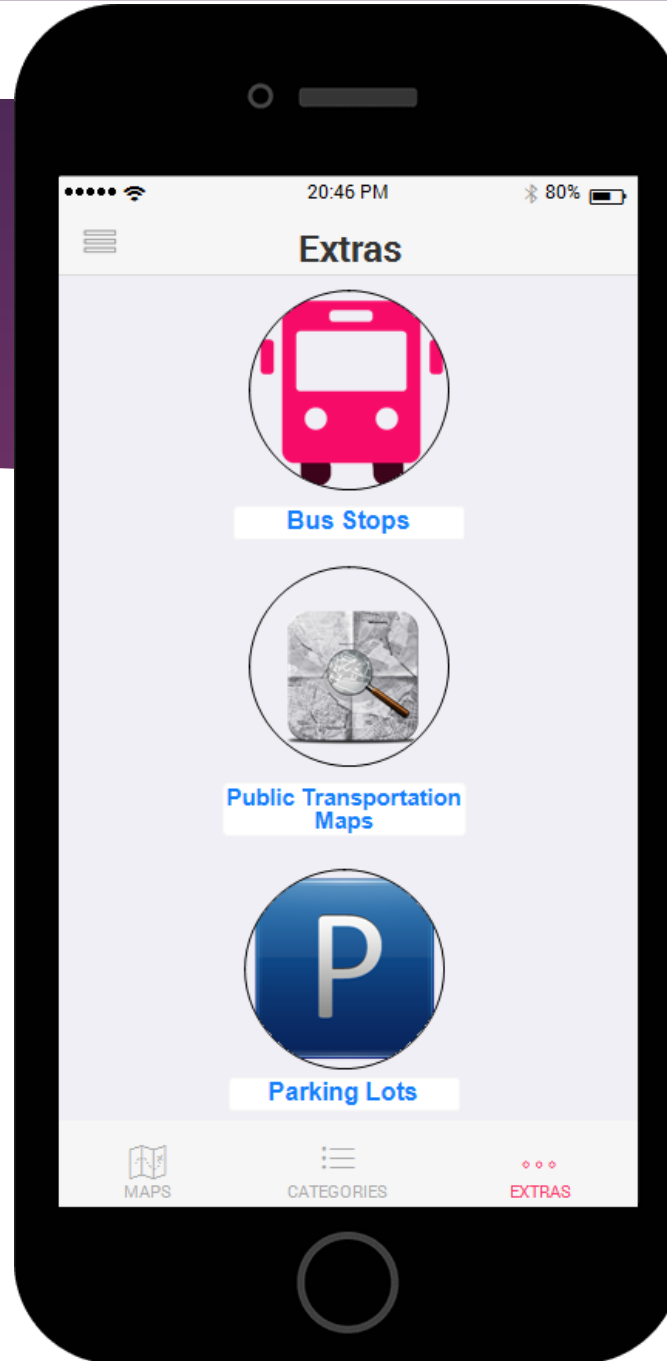 20:46 PM
80%
Extras
Bus Stops
Public Transportation
Maps
P
Parking Lots
MAPS
CATEGORIES
EXTRAS